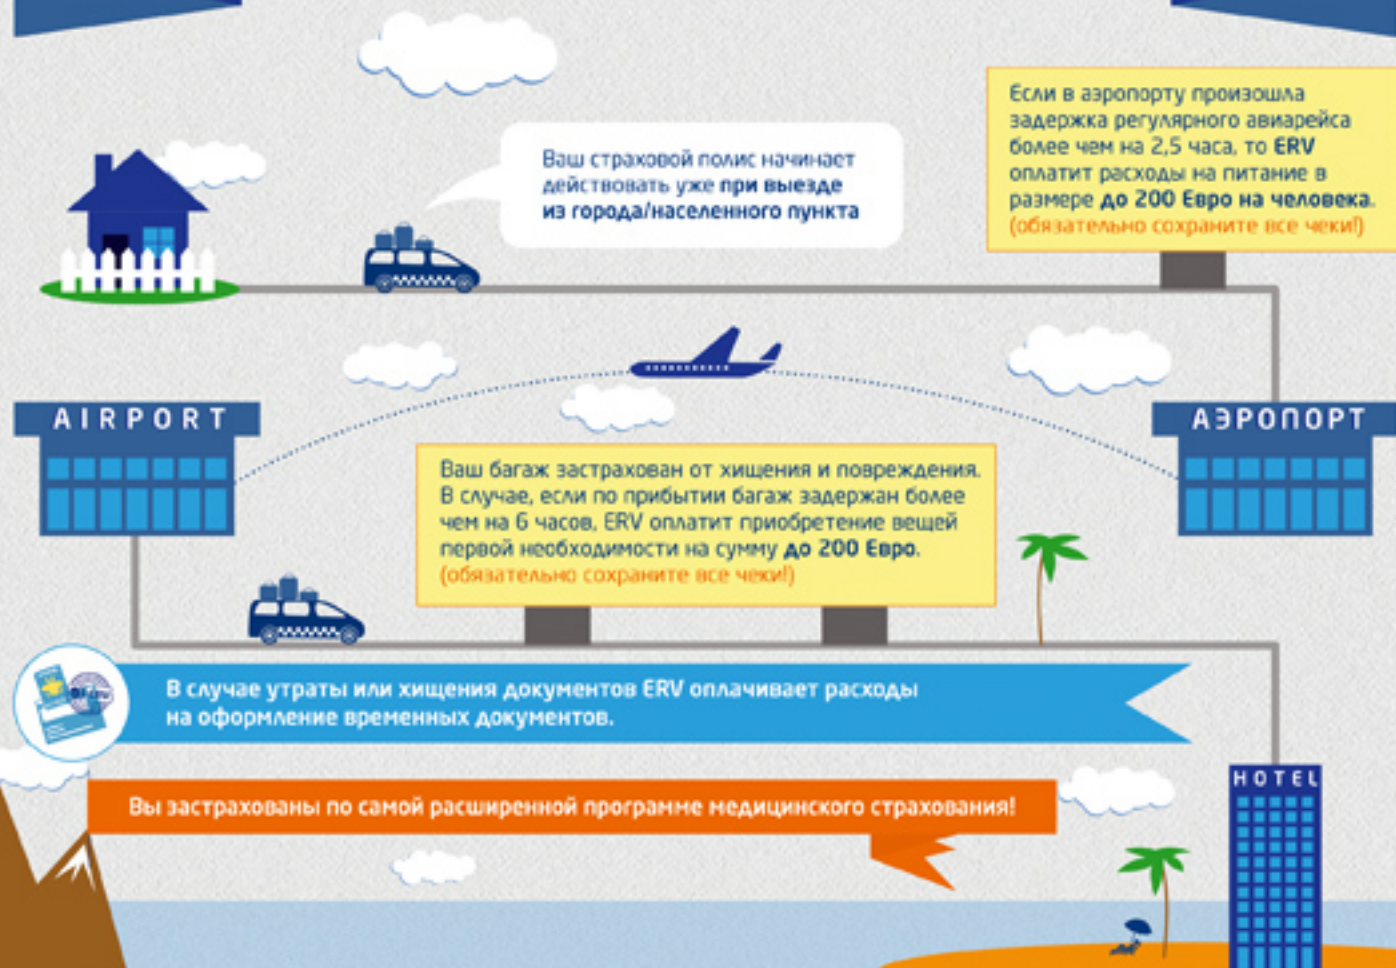 Если в аэропорту произошла
задержка регулярного авиарейса
более чем на 2,5 часа, то ERV
оплатит расходы на питание в
размере до 200 Евро на человека.
(обязательно сохраните все чеки!)
Ваш страховой полис начинает
действовать уже при выезде
из города/населенного пункта
AIRPORT
АЭРОПОРТ
Ваш багаж застрахован от хищения и повреждения.
В случае, если по прибытии багаж задержан более
чем на 6 часов, ERV оплатит приобретение вещей
первой необходимости на сумму до 200 Евро.
(обязательно сохраните все чеки!)
В случае утраты или хищения документов ERV оплачивает расходы
на оформление временных документов.
HOTEL
Вы застрахованы по самой расширенной программе медицинского страхования!